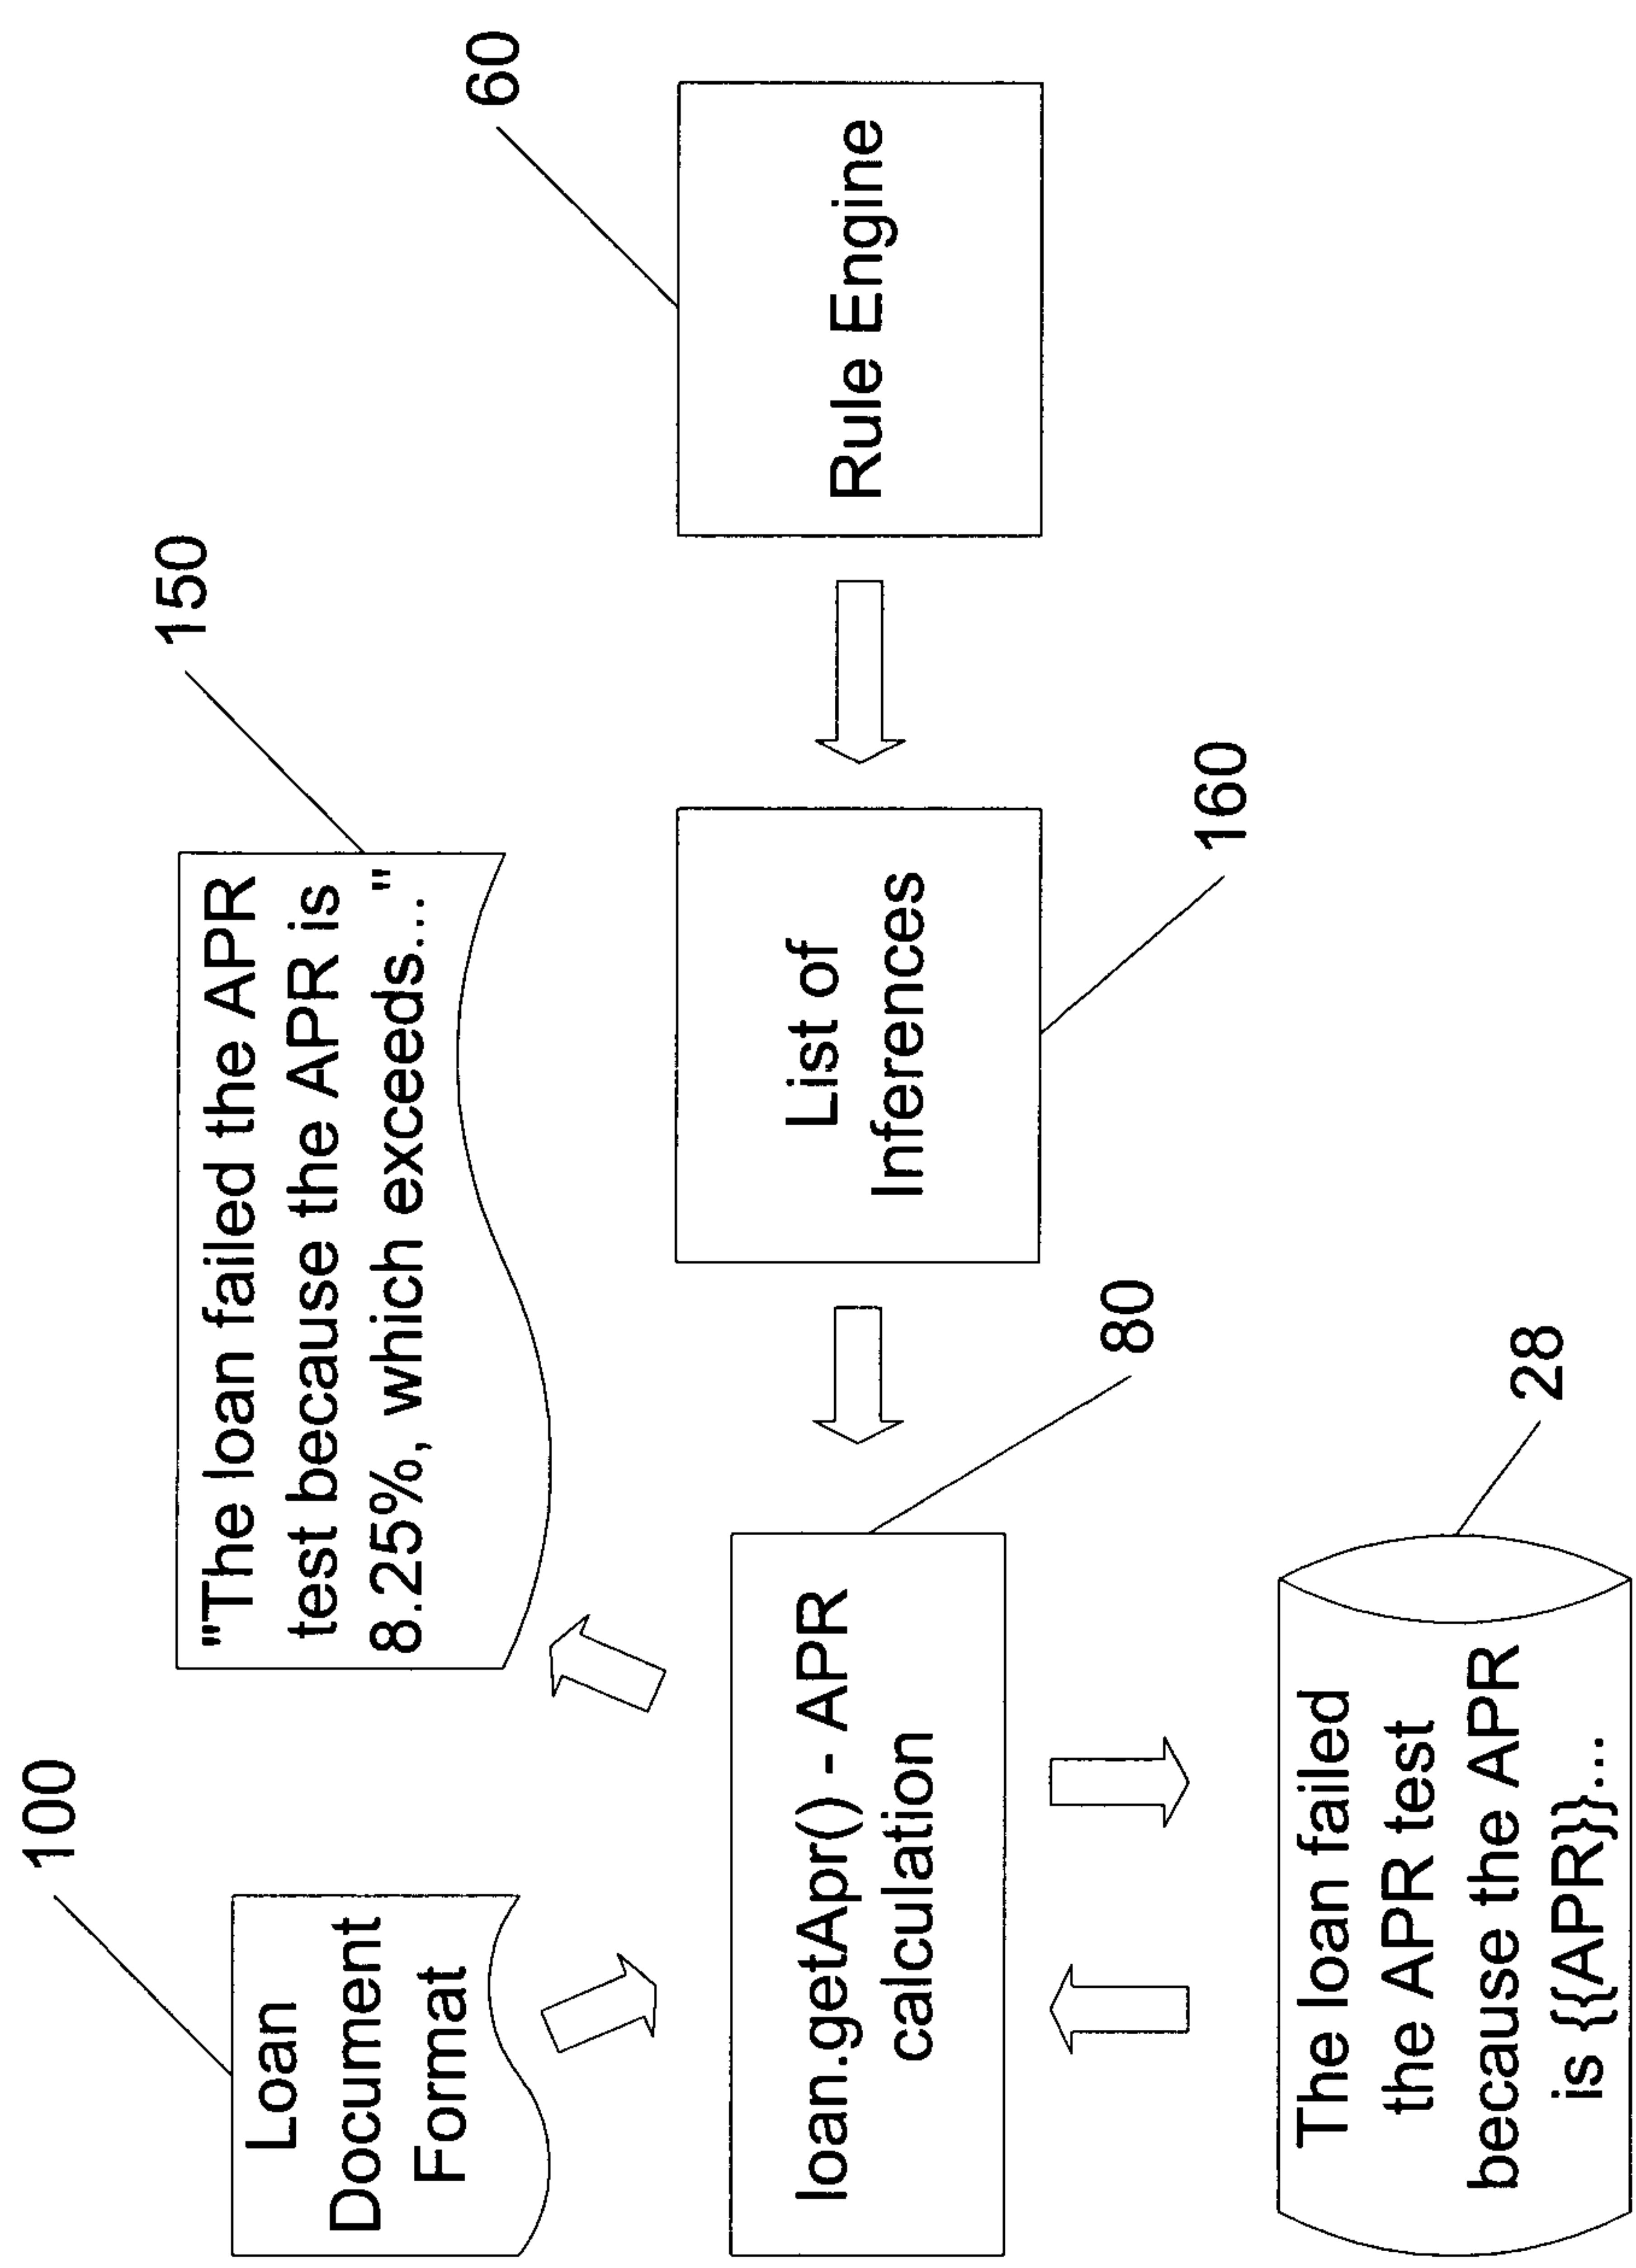 100
Loan
Document
Format
150
"The loan failed the APR
test because the APR is
8.25%, which exceeds... "
60
loan.getApr() - APR
calculation
80
List of
Inferences
160
Rule Engine
The loan failed
the APR test
because the APR
is {{APR}}...
28